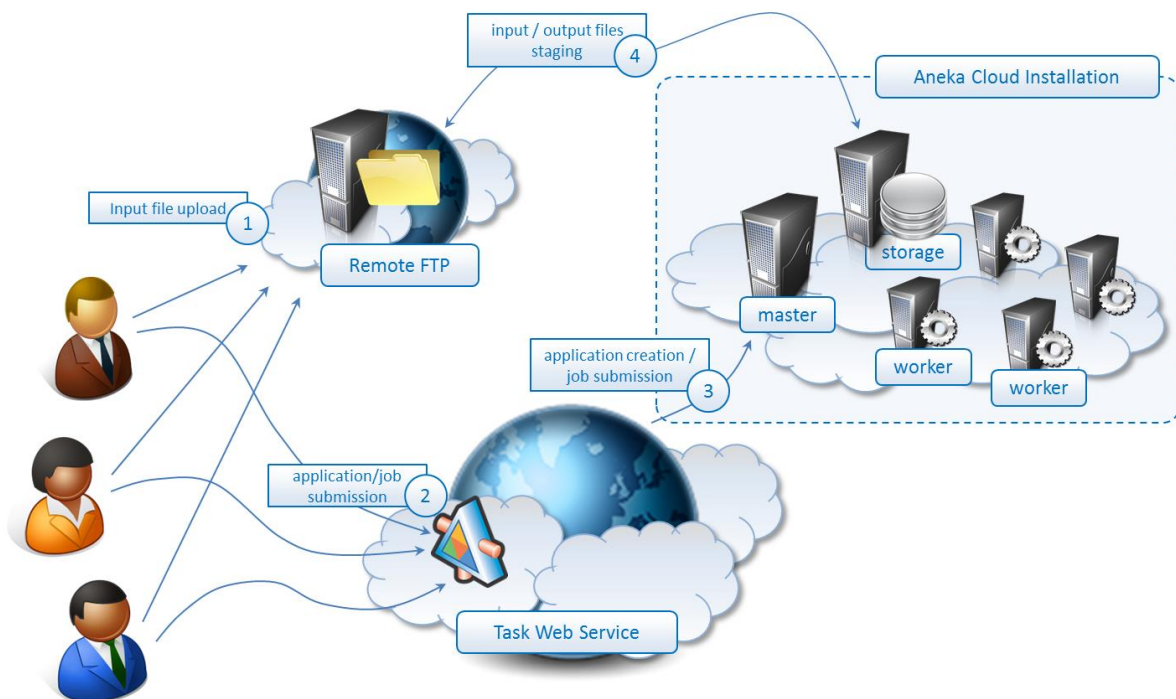 input / output files
staging
4
Aneka Cloud Installation
Input file upload
1
Remote FTP
storage
master
worker
worker
application creation /
job submission
3
application/job
submission
2
Task Web Service